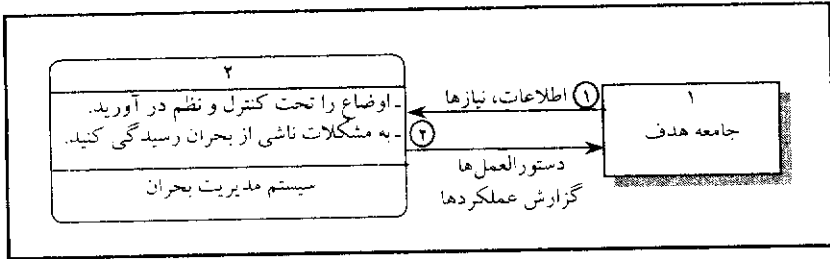 ۱
جامعه هدف
① اطلاعات، نیازها
②
دستورالعمل‌ها
گزارش عملکردها
۲
ـ اوضاع را تحت کنترل و نظم در آورید.
ـ به مشکلات ناشی از بحران رسیدگی کنید.
سیستم مدیریت بحران